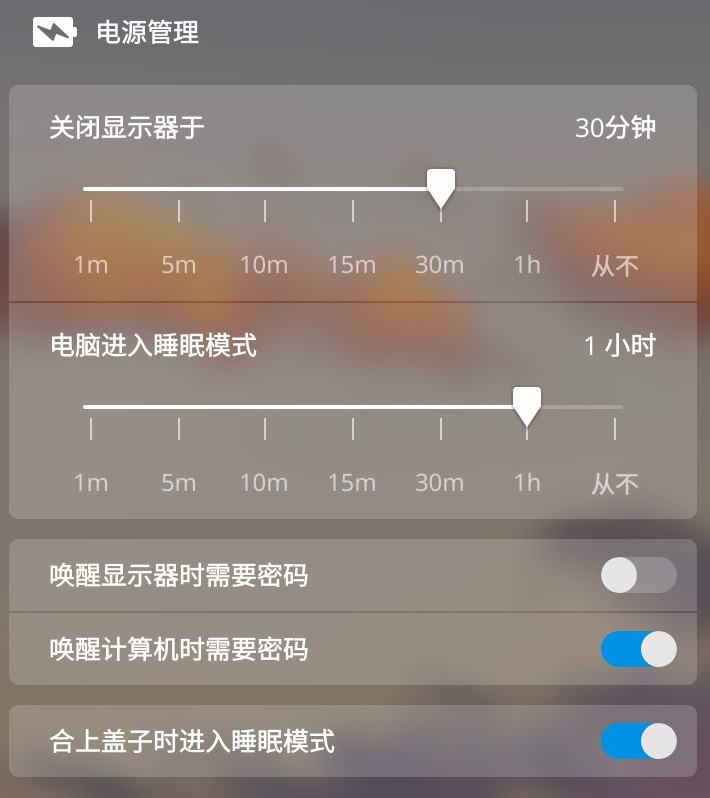 电源管理
关闭显示器于 30分钟
1m 5m 10m 15m 30m 1h 从不
电脑进入睡眠模式 1 小时
1m 5m 10m 15m 30m 1h 从不
唤醒显示器时需要密码
唤醒计算机时需要密码
合上盖子时进入睡眠模式